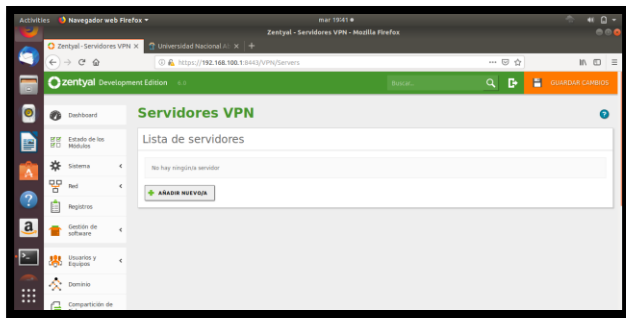 Activities Navegador web Firefox mar 19:41
Zentyal - Servidores VPN - Mozilla Firefox
Zentyal - Servidores VPN × Universidad Nacional Ab × +
https://192.168.100.1:8443/VPN/Servers
zentyal Development Edition 6.0 Buscar... GUARDAR CAMBIOS
Dashboard
Servidores VPN
Estado de los Módulos
Lista de servidores
Sistema
No hay ningún/a servidor
Red
AÑADIR NUEVO/A
Registros
Gestión de software
Usuarios y Equipos
Dominio
Compartición de